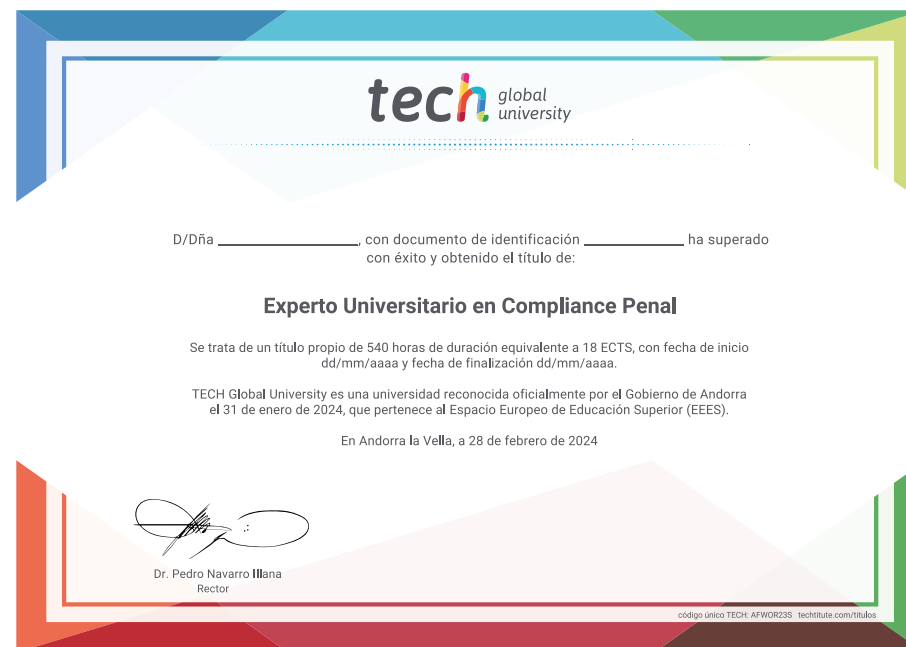 tech global university
D/Dña ______________, con documento de identificación __________ ha superado
con éxito y obtenido el título de:
Experto Universitario en Compliance Penal
Se trata de un título propio de 540 horas de duración equivalente a 18 ECTS, con fecha de inicio
dd/mm/aaaa y fecha de finalización dd/mm/aaaa.
TECH Global University es una universidad reconocida oficialmente por el Gobierno de Andorra
el 31 de enero de 2024, que pertenece al Espacio Europeo de Educación Superior (EEES).
En Andorra la Vella, a 28 de febrero de 2024
Dr. Pedro Navarro Illana
Rector
código único TECH: AFWOR23S techtitute.com/titulos